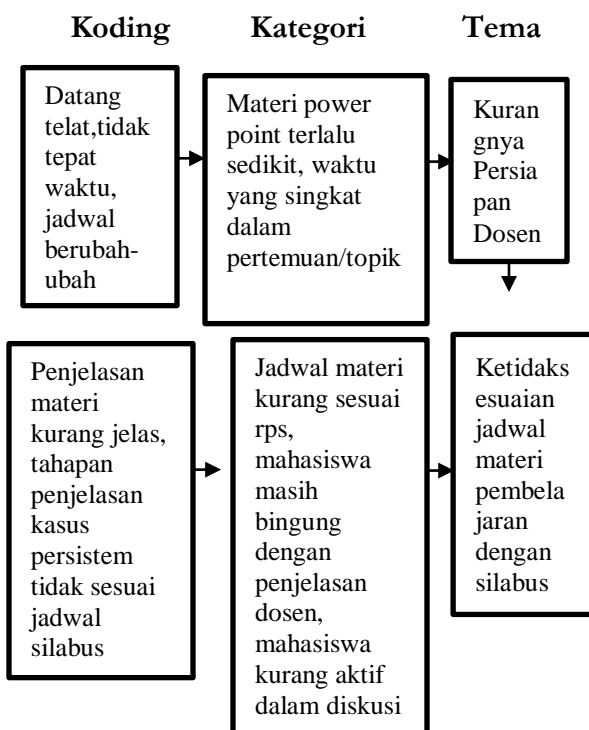 Koding Kategori Tema
Datang
telat,tidak
tepat
waktu,
jadwal
berubah-
ubah
Materi power
point terlalu
sedikit, waktu
yang singkat
dalam
pertemuan/topik
Kuran
gnya
Persia
pan
Dosen
Penjelasan
materi
kurang jelas,
tahapan
penjelasan
kasus
persistem
tidak sesuai
jadwal
silabus
Jadwal materi
kurang sesuai
rps,
mahasiswa
masih
bingung
dengan
penjelasan
dosen,
mahasiswa
kurang aktif
dalam diskusi
Ketidaks
esuaian
jadwal
materi
pembela
jaran
dengan
silabus